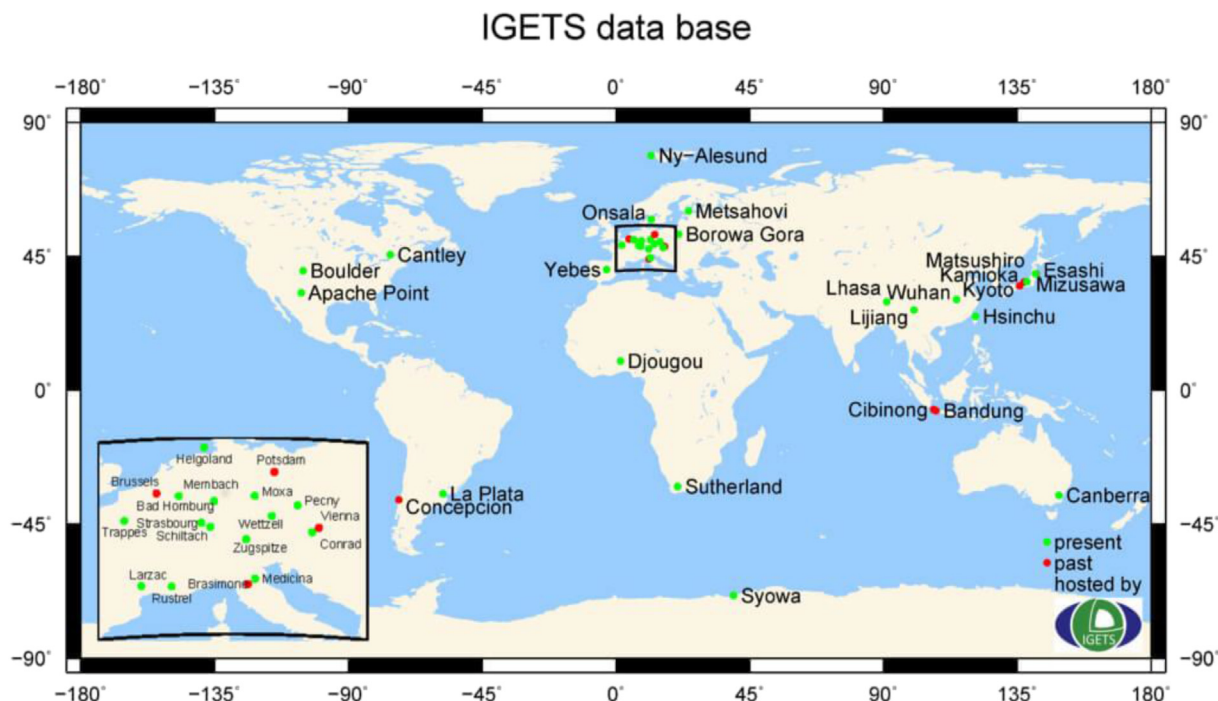 IGETS data base
−180° −135° −90° −45° 0° 45° 90° 135° 180°
90° 90°
Ny−Alesund
Onsala Metsahovi
Borowa Gora
45° Cantley 45°
Yebes
Matsushiro
Boulder Kamioka Esashi
Apache Point Lhasa Wuhan Kyoto Mizusawa
Lijiang Hsinchu
Djougou
0° 0°
Cibinong Bandung
Helgoland Potsdam
Brussels Membach Moxa
Bad Homburg Pecny
Strasbourg Wettzell Vienna
Trappes Schiltach Conrad
Zugspitze
Larzac Brasimone Medicina
Rustrel
La Plata Sutherland Canberra
Concepcion
−45° −45°
present
past
hosted by
Syowa
IGETS
−90° −90°
−180° −135° −90° −45° 0° 45° 90° 135° 180°